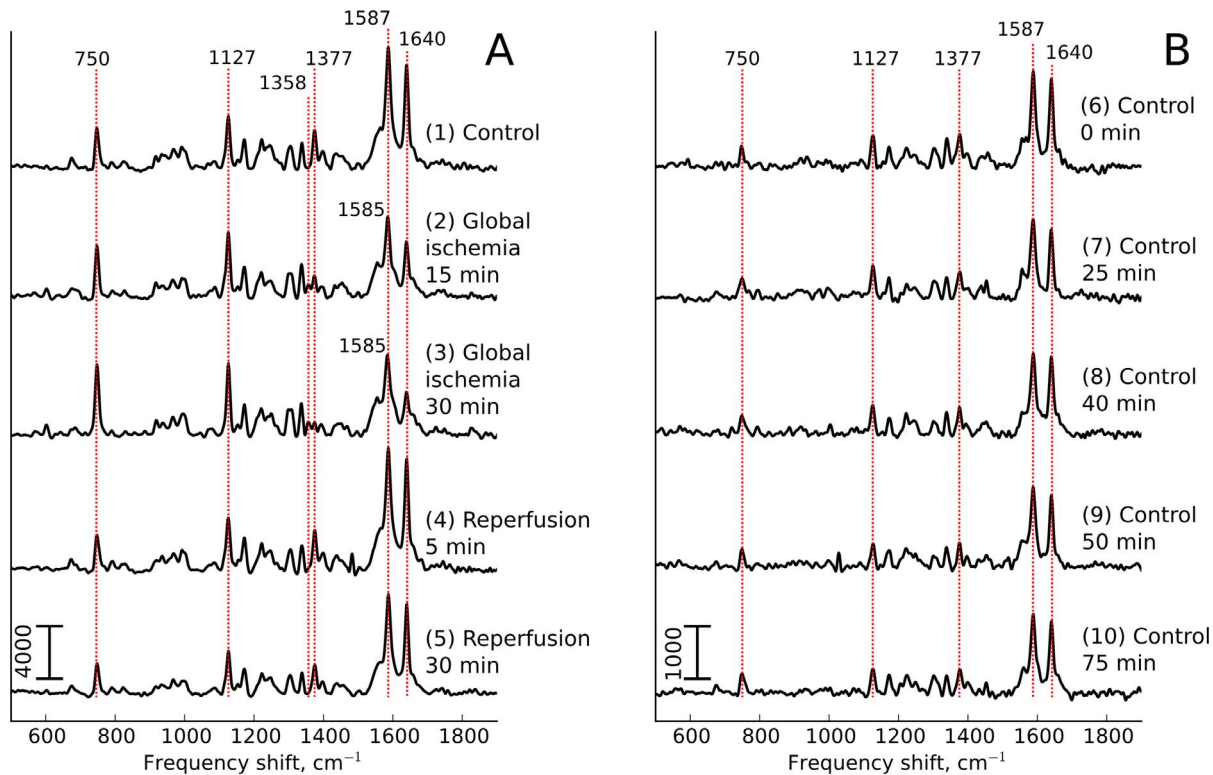 1587
1640
750
1127
1377
1358
A
(1) Control
1585
(2) Global
ischemia
15 min
1585
(3) Global
ischemia
30 min
(4) Reperfusion
5 min
(5) Reperfusion
30 min
4000
600 800 1000 1200 1400 1600 1800
Frequency shift, cm⁻¹
1587
1640
750
1127
1377
B
(6) Control
0 min
(7) Control
25 min
(8) Control
40 min
(9) Control
50 min
(10) Control
75 min
1000
600 800 1000 1200 1400 1600 1800
Frequency shift, cm⁻¹